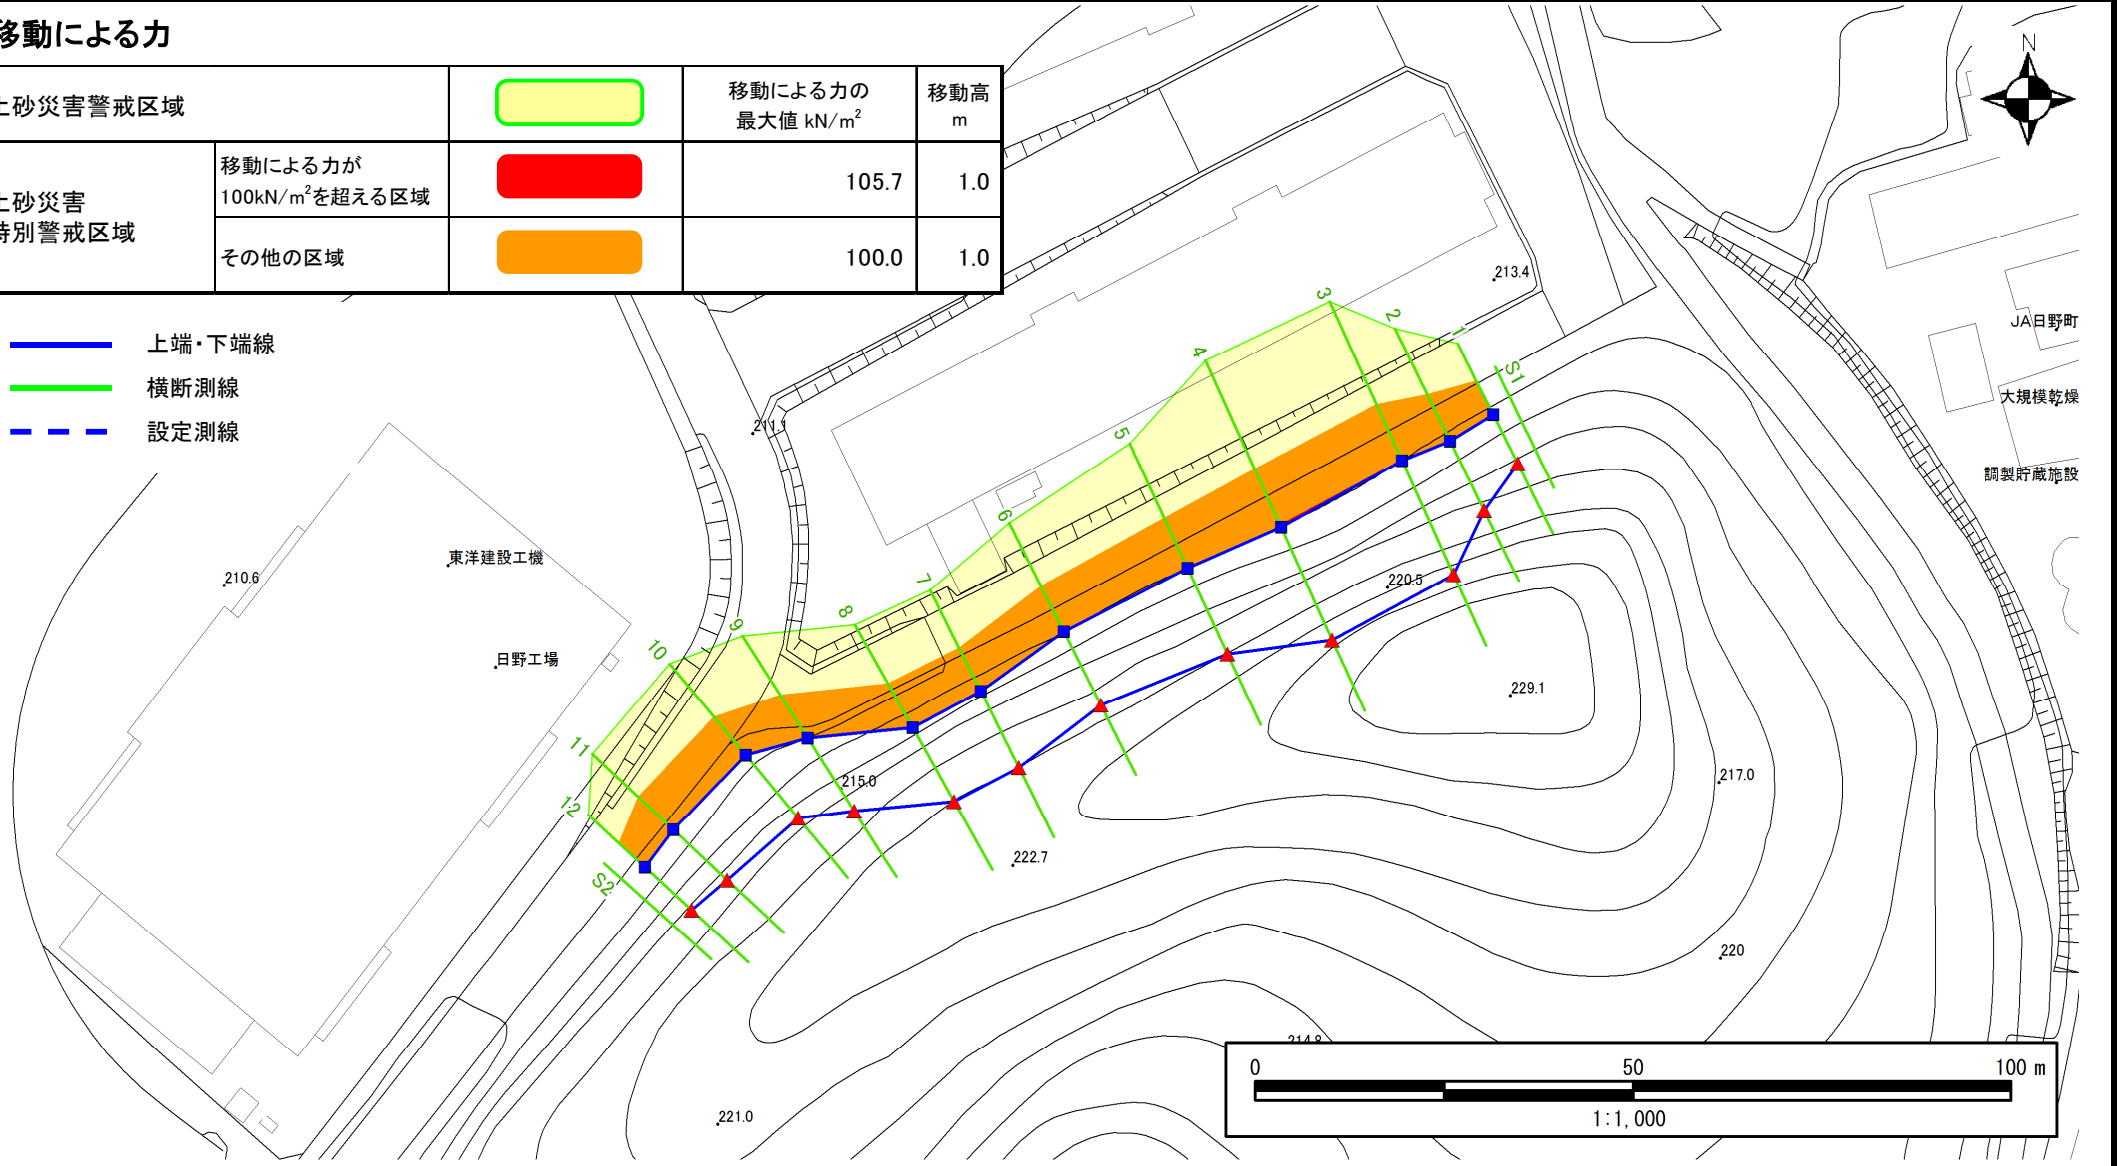 移動による力
土砂災害警戒区域
移動による力の
最大値 kN/m²
移動高
m
土砂災害
特別警戒区域
移動による力が
100kN/m²を超える区域
105.7
1.0
その他の区域
100.0
1.0
上端・下端線
横断測線
設定測線
N
213.4
JA日野町
大規模乾燥
調製貯蔵施設
211.1
210.6
東洋建設工機
日野工場
3
2
1
S1
4
5
6
7
8
9
10
11
12
S2
220.5
229.1
215.0
217.0
222.7
220
214.8
221.0
0
50
100 m
1:1,000